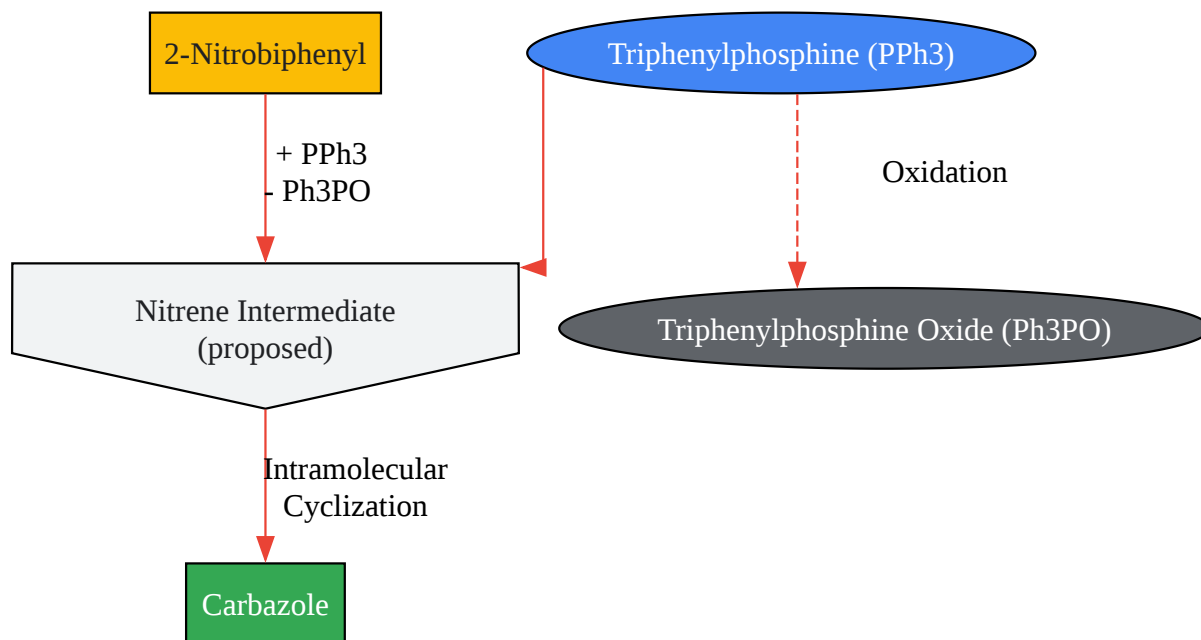 2-Nitrobiphenyl
Triphenylphosphine (PPh3)
+ PPh3
- Ph3PO
Oxidation
Nitrene Intermediate
(proposed)
Triphenylphosphine Oxide (Ph3PO)
Intramolecular
Cyclization
Carbazole